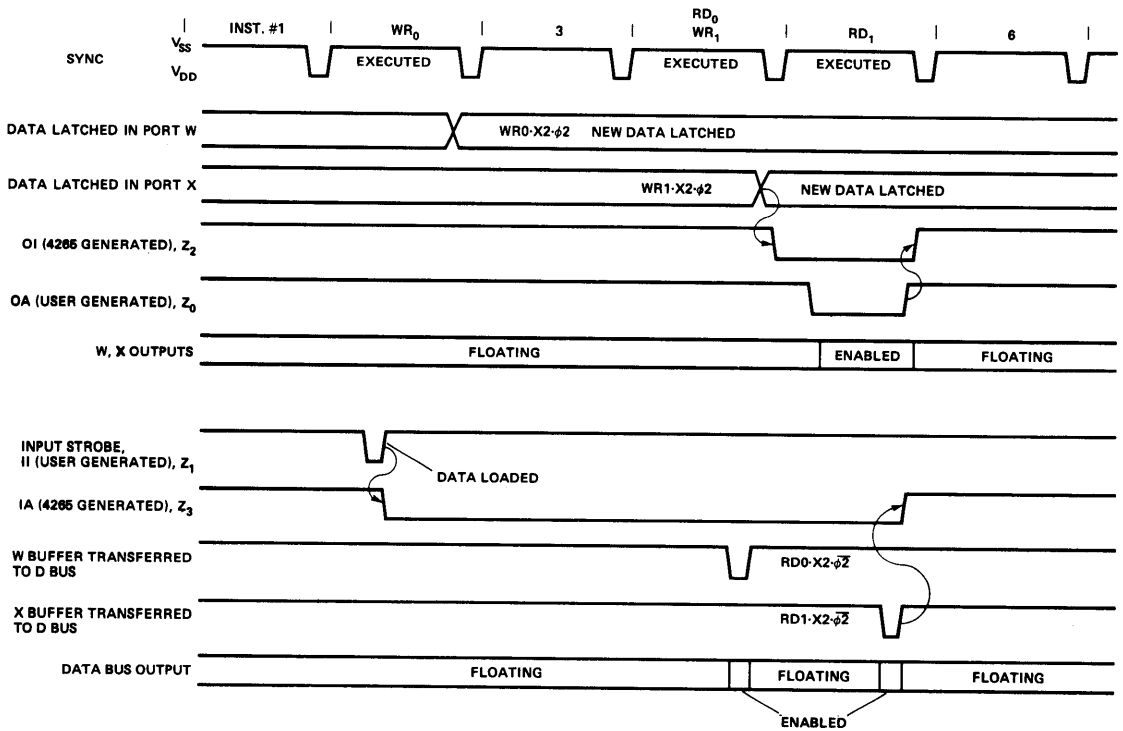 INST. #1
WR0
3
RD0
WR1
RD1
6
SYNC
VSS
VDD
EXECUTED
EXECUTED
EXECUTED
DATA LATCHED IN PORT W
WR0·X2·ϕ2 NEW DATA LATCHED
DATA LATCHED IN PORT X
WR1·X2·ϕ2
NEW DATA LATCHED
OI (4265 GENERATED), Z2
OA (USER GENERATED), Z0
W, X OUTPUTS
FLOATING
ENABLED
FLOATING
INPUT STROBE,
II (USER GENERATED), Z1
DATA LOADED
IA (4265 GENERATED), Z3
W BUFFER TRANSFERRED
TO D BUS
RD0·X2·ϕ2̅
X BUFFER TRANSFERRED
TO D BUS
RD1·X2·ϕ2̅
DATA BUS OUTPUT
FLOATING
FLOATING
FLOATING
ENABLED